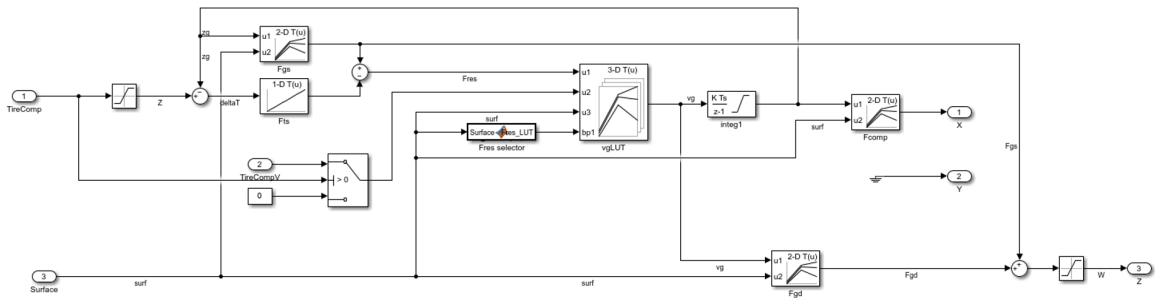 zg
2-D T(u)
u1
u2
Fgs
zg
1
TireComp
Z
deltaT
1-D T(u)
Fts
Fres
3-D T(u)
u1
u2
u3
bp1
vgLUT
surf
Surface
Fres_LUT
Fres selector
vg
K Ts
z-1
integ1
surf
2-D T(u)
u1
u2
Fcomp
1
X
2
TireCompV
> 0
0
Fgs
2
Y
3
Surface
surf
surf
vg
2-D T(u)
u1
u2
Fgd
Fgd
W
3
Z